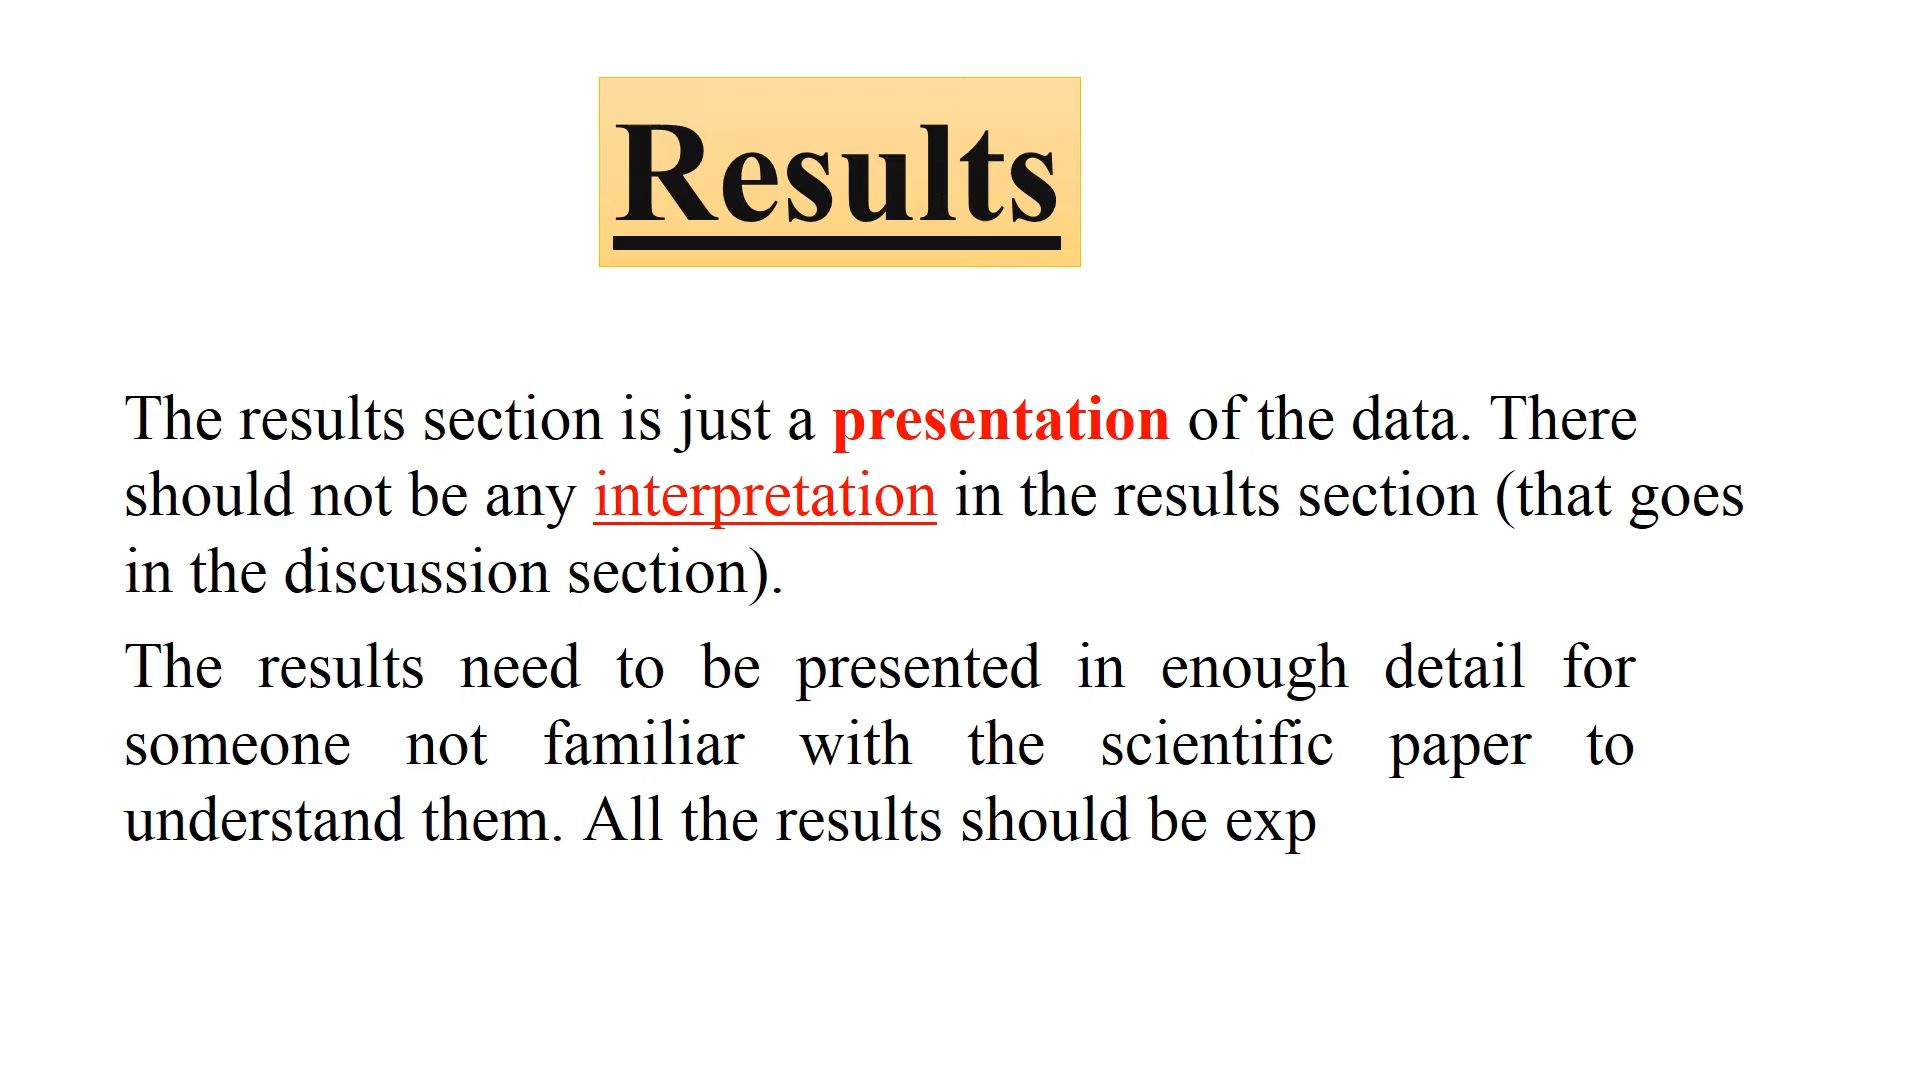 Results
The results section is just a presentation of the data. There
should not be any interpretation in the results section (that goes
in the discussion section).
The results need to be presented in enough detail for
someone not familiar with the scientific paper to
understand them. All the results should be exp